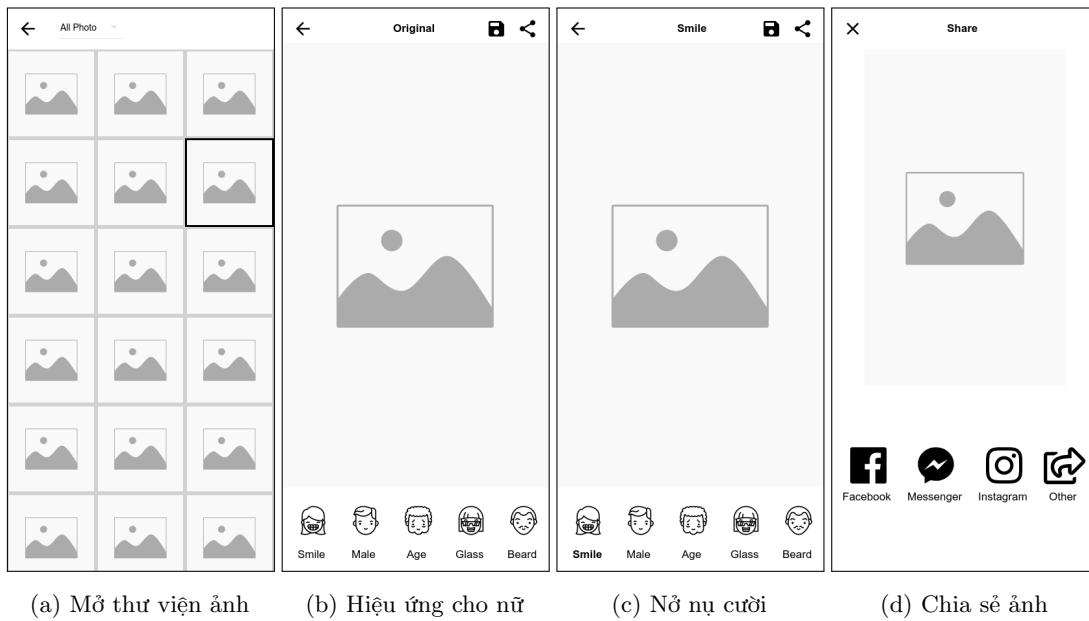 All Photo
Original
Smile
Share
Smile Male Age Glass Beard
Smile Male Age Glass Beard
Facebook Messenger Instagram Other
(a) Mở thư viện ảnh
(b) Hiệu ứng cho nữ
(c) Nở nụ cười
(d) Chia sẻ ảnh